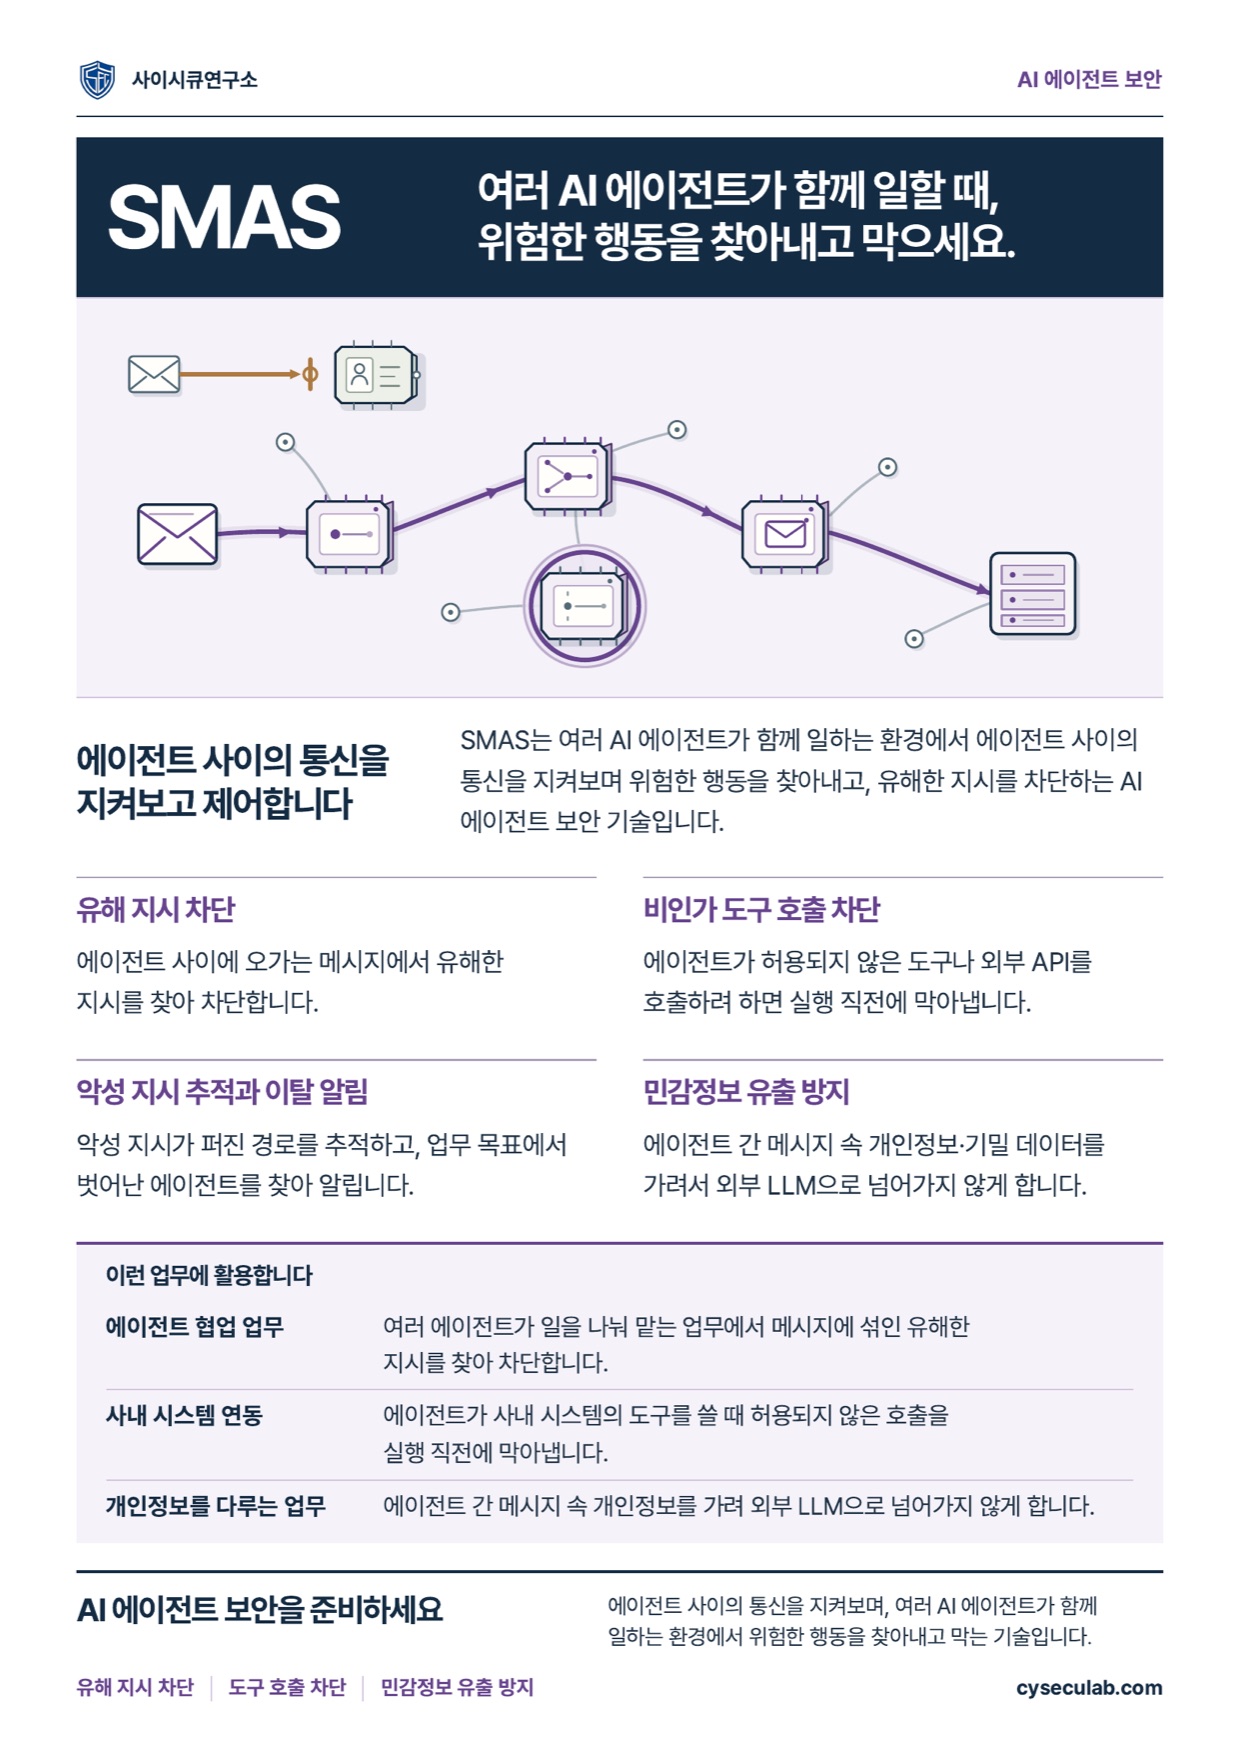 사이시큐연구소
AI 에이전트 보안
SMAS
여러 AI 에이전트가 함께 일할 때,
위험한 행동을 찾아내고 막으세요.
에이전트 사이의 통신을
지켜보고 제어합니다
SMAS는 여러 AI 에이전트가 함께 일하는 환경에서 에이전트 사이의
통신을 지켜보며 위험한 행동을 찾아내고, 유해한 지시를 차단하는 AI
에이전트 보안 기술입니다.
유해 지시 차단
에이전트 사이에 오가는 메시지에서 유해한
지시를 찾아 차단합니다.
비인가 도구 호출 차단
에이전트가 허용되지 않은 도구나 외부 API를
호출하려 하면 실행 직전에 막아냅니다.
악성 지시 추적과 이탈 알림
악성 지시가 퍼진 경로를 추적하고, 업무 목표에서
벗어난 에이전트를 찾아 알립니다.
민감정보 유출 방지
에이전트 간 메시지 속 개인정보·기밀 데이터를
가려서 외부 LLM으로 넘어가지 않게 합니다.
이런 업무에 활용합니다
에이전트 협업 업무
여러 에이전트가 일을 나눠 맡는 업무에서 메시지에 섞인 유해한
지시를 찾아 차단합니다.
사내 시스템 연동
에이전트가 사내 시스템의 도구를 쓸 때 허용되지 않은 호출을
실행 직전에 막아냅니다.
개인정보를 다루는 업무
에이전트 간 메시지 속 개인정보를 가려 외부 LLM으로 넘어가지 않게 합니다.
AI 에이전트 보안을 준비하세요
에이전트 사이의 통신을 지켜보며, 여러 AI 에이전트가 함께
일하는 환경에서 위험한 행동을 찾아내고 막는 기술입니다.
유해 지시 차단 | 도구 호출 차단 | 민감정보 유출 방지
cyseculab.com